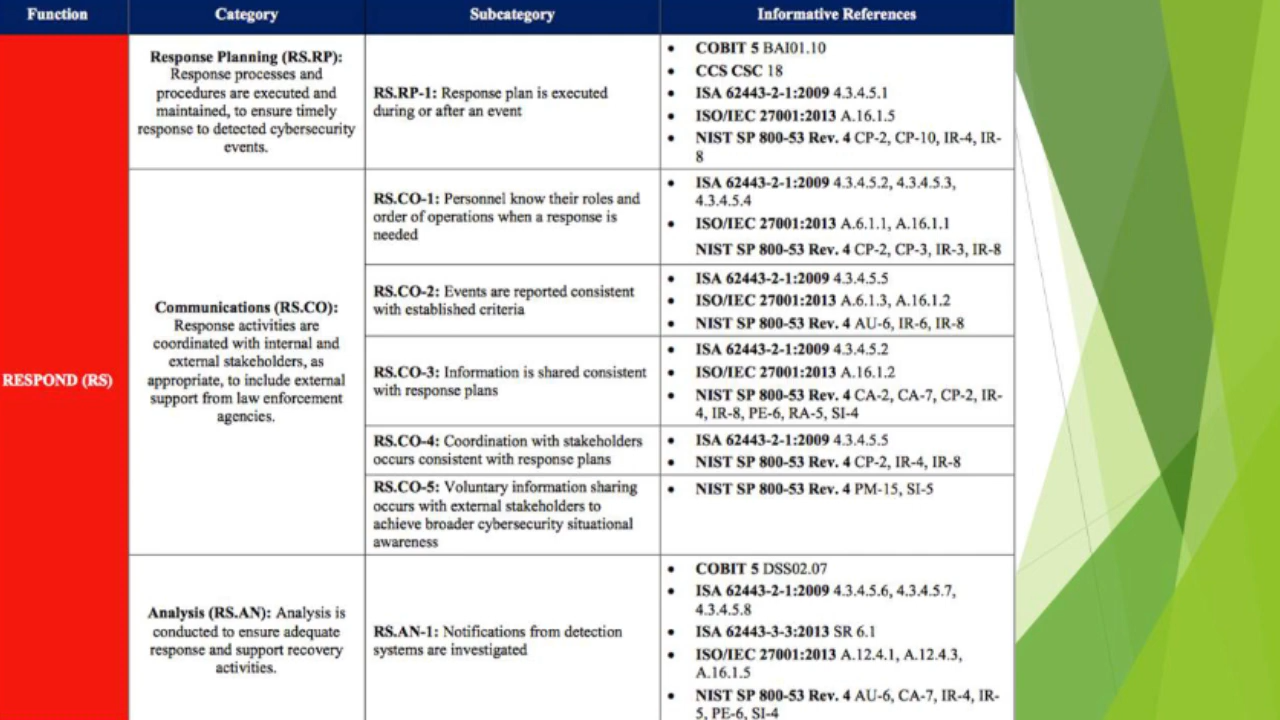 Function Category Subcategory Informative References
RESPOND (RS)
Response Planning (RS.RP):
Response processes and
procedures are executed and
maintained, to ensure timely
response to detected cybersecurity
events.
RS.RP-1: Response plan is executed
during or after an event
• COBIT 5 BAI01.10
• CCS CSC 18
• ISA 62443-2-1:2009 4.3.4.5.1
• ISO/IEC 27001:2013 A.16.1.5
• NIST SP 800-53 Rev. 4 CP-2, CP-10, IR-4, IR-
8
Communications (RS.CO):
Response activities are
coordinated with internal and
external stakeholders, as
appropriate, to include external
support from law enforcement
agencies.
RS.CO-1: Personnel know their roles and
order of operations when a response is
needed
• ISA 62443-2-1:2009 4.3.4.5.2, 4.3.4.5.3,
4.3.4.5.4
• ISO/IEC 27001:2013 A.6.1.1, A.16.1.1
NIST SP 800-53 Rev. 4 CP-2, CP-3, IR-3, IR-8
RS.CO-2: Events are reported consistent
with established criteria
• ISA 62443-2-1:2009 4.3.4.5.5
• ISO/IEC 27001:2013 A.6.1.3, A.16.1.2
• NIST SP 800-53 Rev. 4 AU-6, IR-6, IR-8
RS.CO-3: Information is shared consistent
with response plans
• ISA 62443-2-1:2009 4.3.4.5.2
• ISO/IEC 27001:2013 A.16.1.2
• NIST SP 800-53 Rev. 4 CA-2, CA-7, CP-2, IR-
4, IR-8, PE-6, RA-5, SI-4
RS.CO-4: Coordination with stakeholders
occurs consistent with response plans
• ISA 62443-2-1:2009 4.3.4.5.5
• NIST SP 800-53 Rev. 4 CP-2, IR-4, IR-8
RS.CO-5: Voluntary information sharing
occurs with external stakeholders to
achieve broader cybersecurity situational
awareness
• NIST SP 800-53 Rev. 4 PM-15, SI-5
Analysis (RS.AN): Analysis is
conducted to ensure adequate
response and support recovery
activities.
RS.AN-1: Notifications from detection
systems are investigated
• COBIT 5 DSS02.07
• ISA 62443-2-1:2009 4.3.4.5.6, 4.3.4.5.7,
4.3.4.5.8
• ISA 62443-3-3:2013 SR 6.1
• ISO/IEC 27001:2013 A.12.4.1, A.12.4.3,
A.16.1.5
• NIST SP 800-53 Rev. 4 AU-6, CA-7, IR-4, IR-
5, PE-6, SI-4